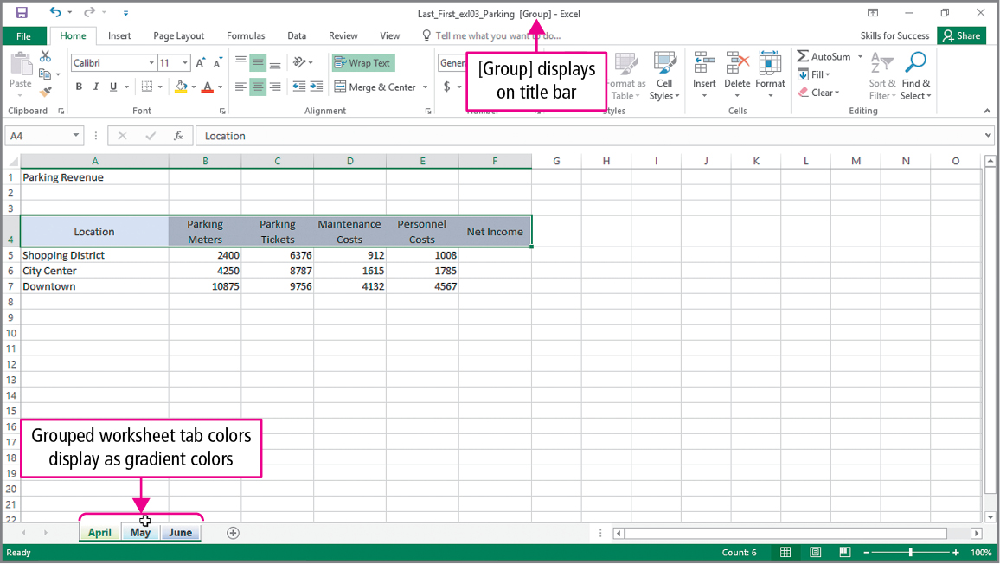 Last_First_exl03_Parking [Group] - Excel
File Home Insert Page Layout Formulas Data Review View Tell me what you want to do... Skills for Success Share
Calibri 11 A A Wrap Text Gener
Paste
B I U A Merge & Center $
Clipboard Font Alignment Number Styles Cells Editing
[Group] displays
on title bar
Format as
Table
Cell
Styles
Insert Delete Format
AutoSum
Fill
Clear
Sort &
Filter
Find &
Select
A4 fx Location
A B C D E F G H I J K L M N O
1 Parking Revenue
2
3
4 Location Parking Meters Parking Tickets Maintenance Costs Personnel Costs Net Income
5 Shopping District 2400 6376 912 1008
6 City Center 4250 8787 1615 1785
7 Downtown 10875 9756 4132 4567
8
9
10
11
12
13
14
15
16
17
18
19
20
21
22
Grouped worksheet tab colors
display as gradient colors
April May June
Ready Count: 6 100%